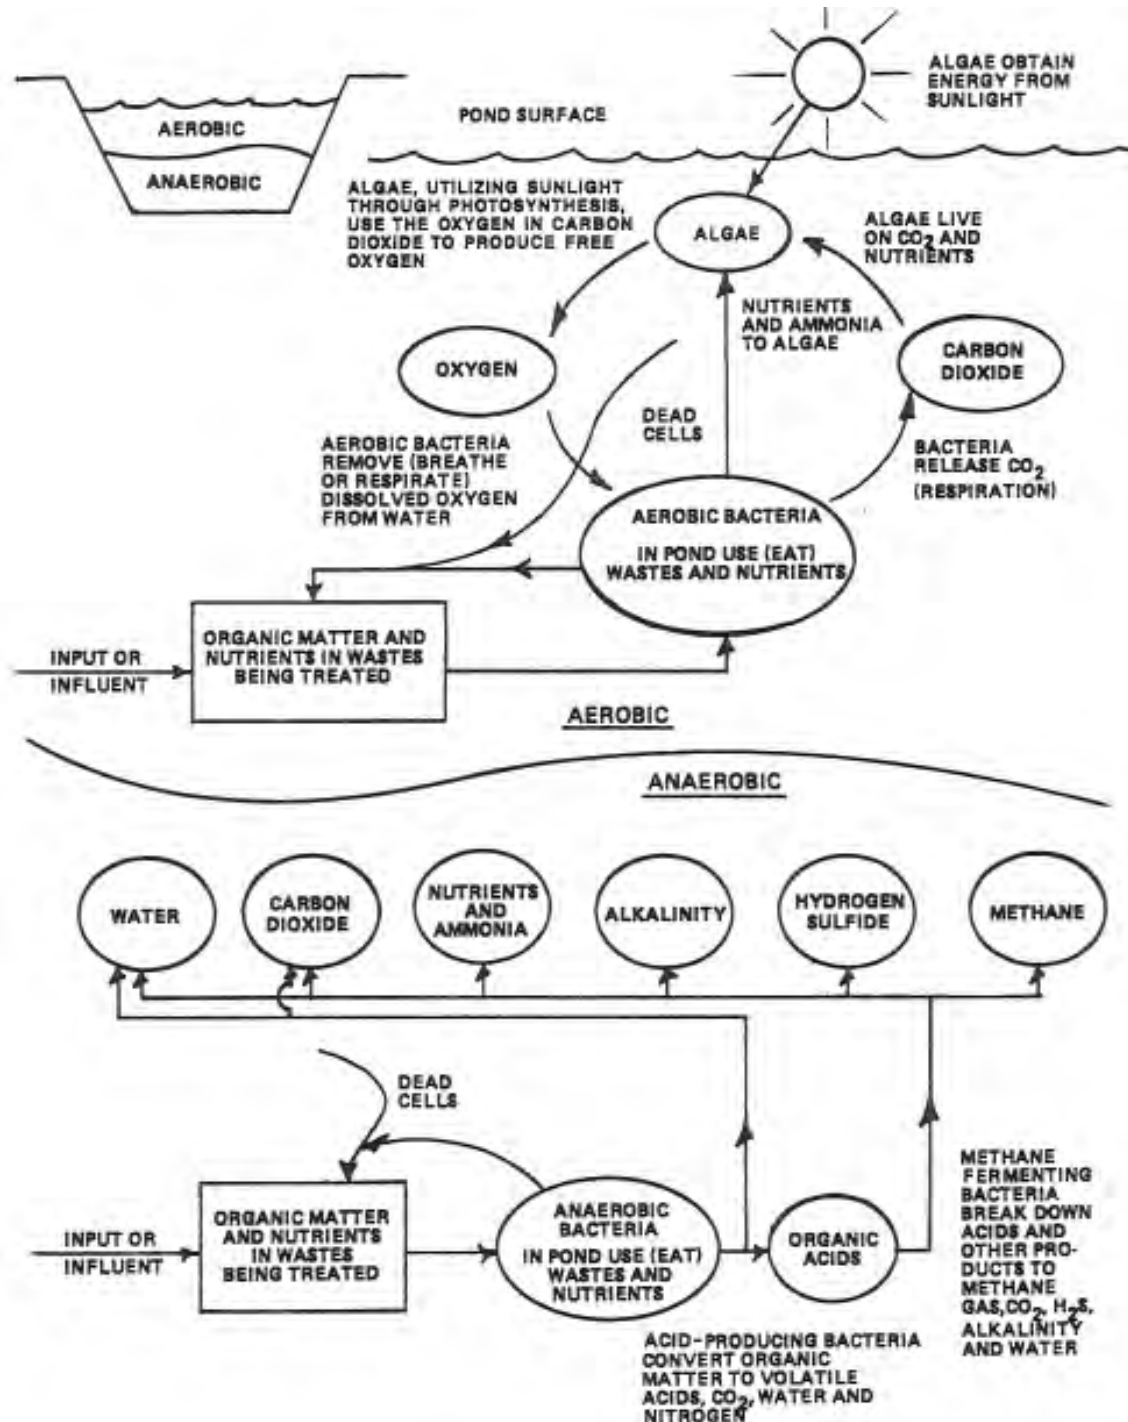 AEROBIC
ANAEROBIC
POND SURFACE
ALGAE OBTAIN
ENERGY FROM
SUNLIGHT
ALGAE, UTILIZING SUNLIGHT
THROUGH PHOTOSYNTHESIS,
USE THE OXYGEN IN CARBON
DIOXIDE TO PRODUCE FREE
OXYGEN
ALGAE
ALGAE LIVE
ON CO2 AND
NUTRIENTS
NUTRIENTS
AND AMMONIA
TO ALGAE
OXYGEN
CARBON
DIOXIDE
DEAD
CELLS
AEROBIC BACTERIA
REMOVE (BREATHE
OR RESPIRATE)
DISSOLVED OXYGEN
FROM WATER
BACTERIA
RELEASE CO2
(RESPIRATION)
AEROBIC BACTERIA
IN POND USE (EAT)
WASTES AND NUTRIENTS
INPUT OR
INFLUENT
ORGANIC MATTER AND
NUTRIENTS IN WASTES
BEING TREATED
AEROBIC
ANAEROBIC
WATER
CARBON
DIOXIDE
NUTRIENTS
AND
AMMONIA
ALKALINITY
HYDROGEN
SULFIDE
METHANE
DEAD
CELLS
INPUT OR
INFLUENT
ORGANIC MATTER
AND NUTRIENTS
IN WASTES
BEING TREATED
ANAEROBIC
BACTERIA
IN POND USE (EAT)
WASTES AND
NUTRIENTS
ORGANIC
ACIDS
METHANE
FERMENTING
BACTERIA
BREAK DOWN
ACIDS AND
OTHER PRO-
DUCTS TO
METHANE
GAS, CO2, H2S,
ALKALINITY
AND WATER
ACID-PRODUCING BACTERIA
CONVERT ORGANIC
MATTER TO VOLATILE
ACIDS, CO2, WATER AND
NITROGEN